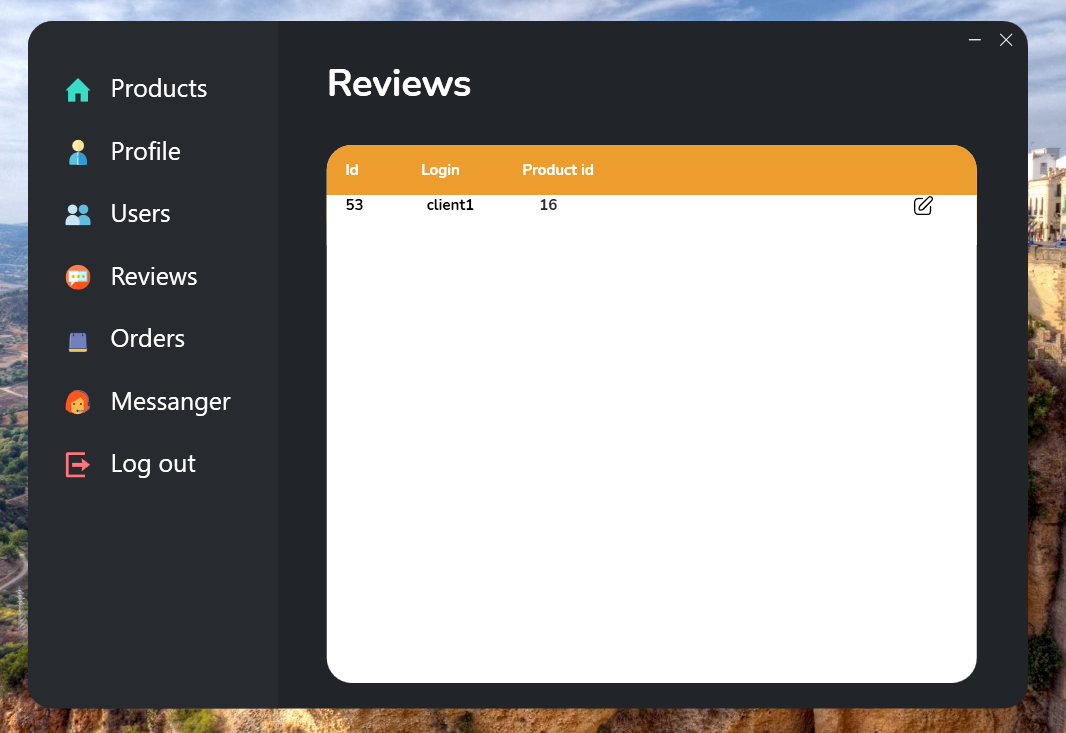 Products
Profile
Users
Reviews
Orders
Messanger
Log out
Reviews
Id Login Product id
53 client1 16